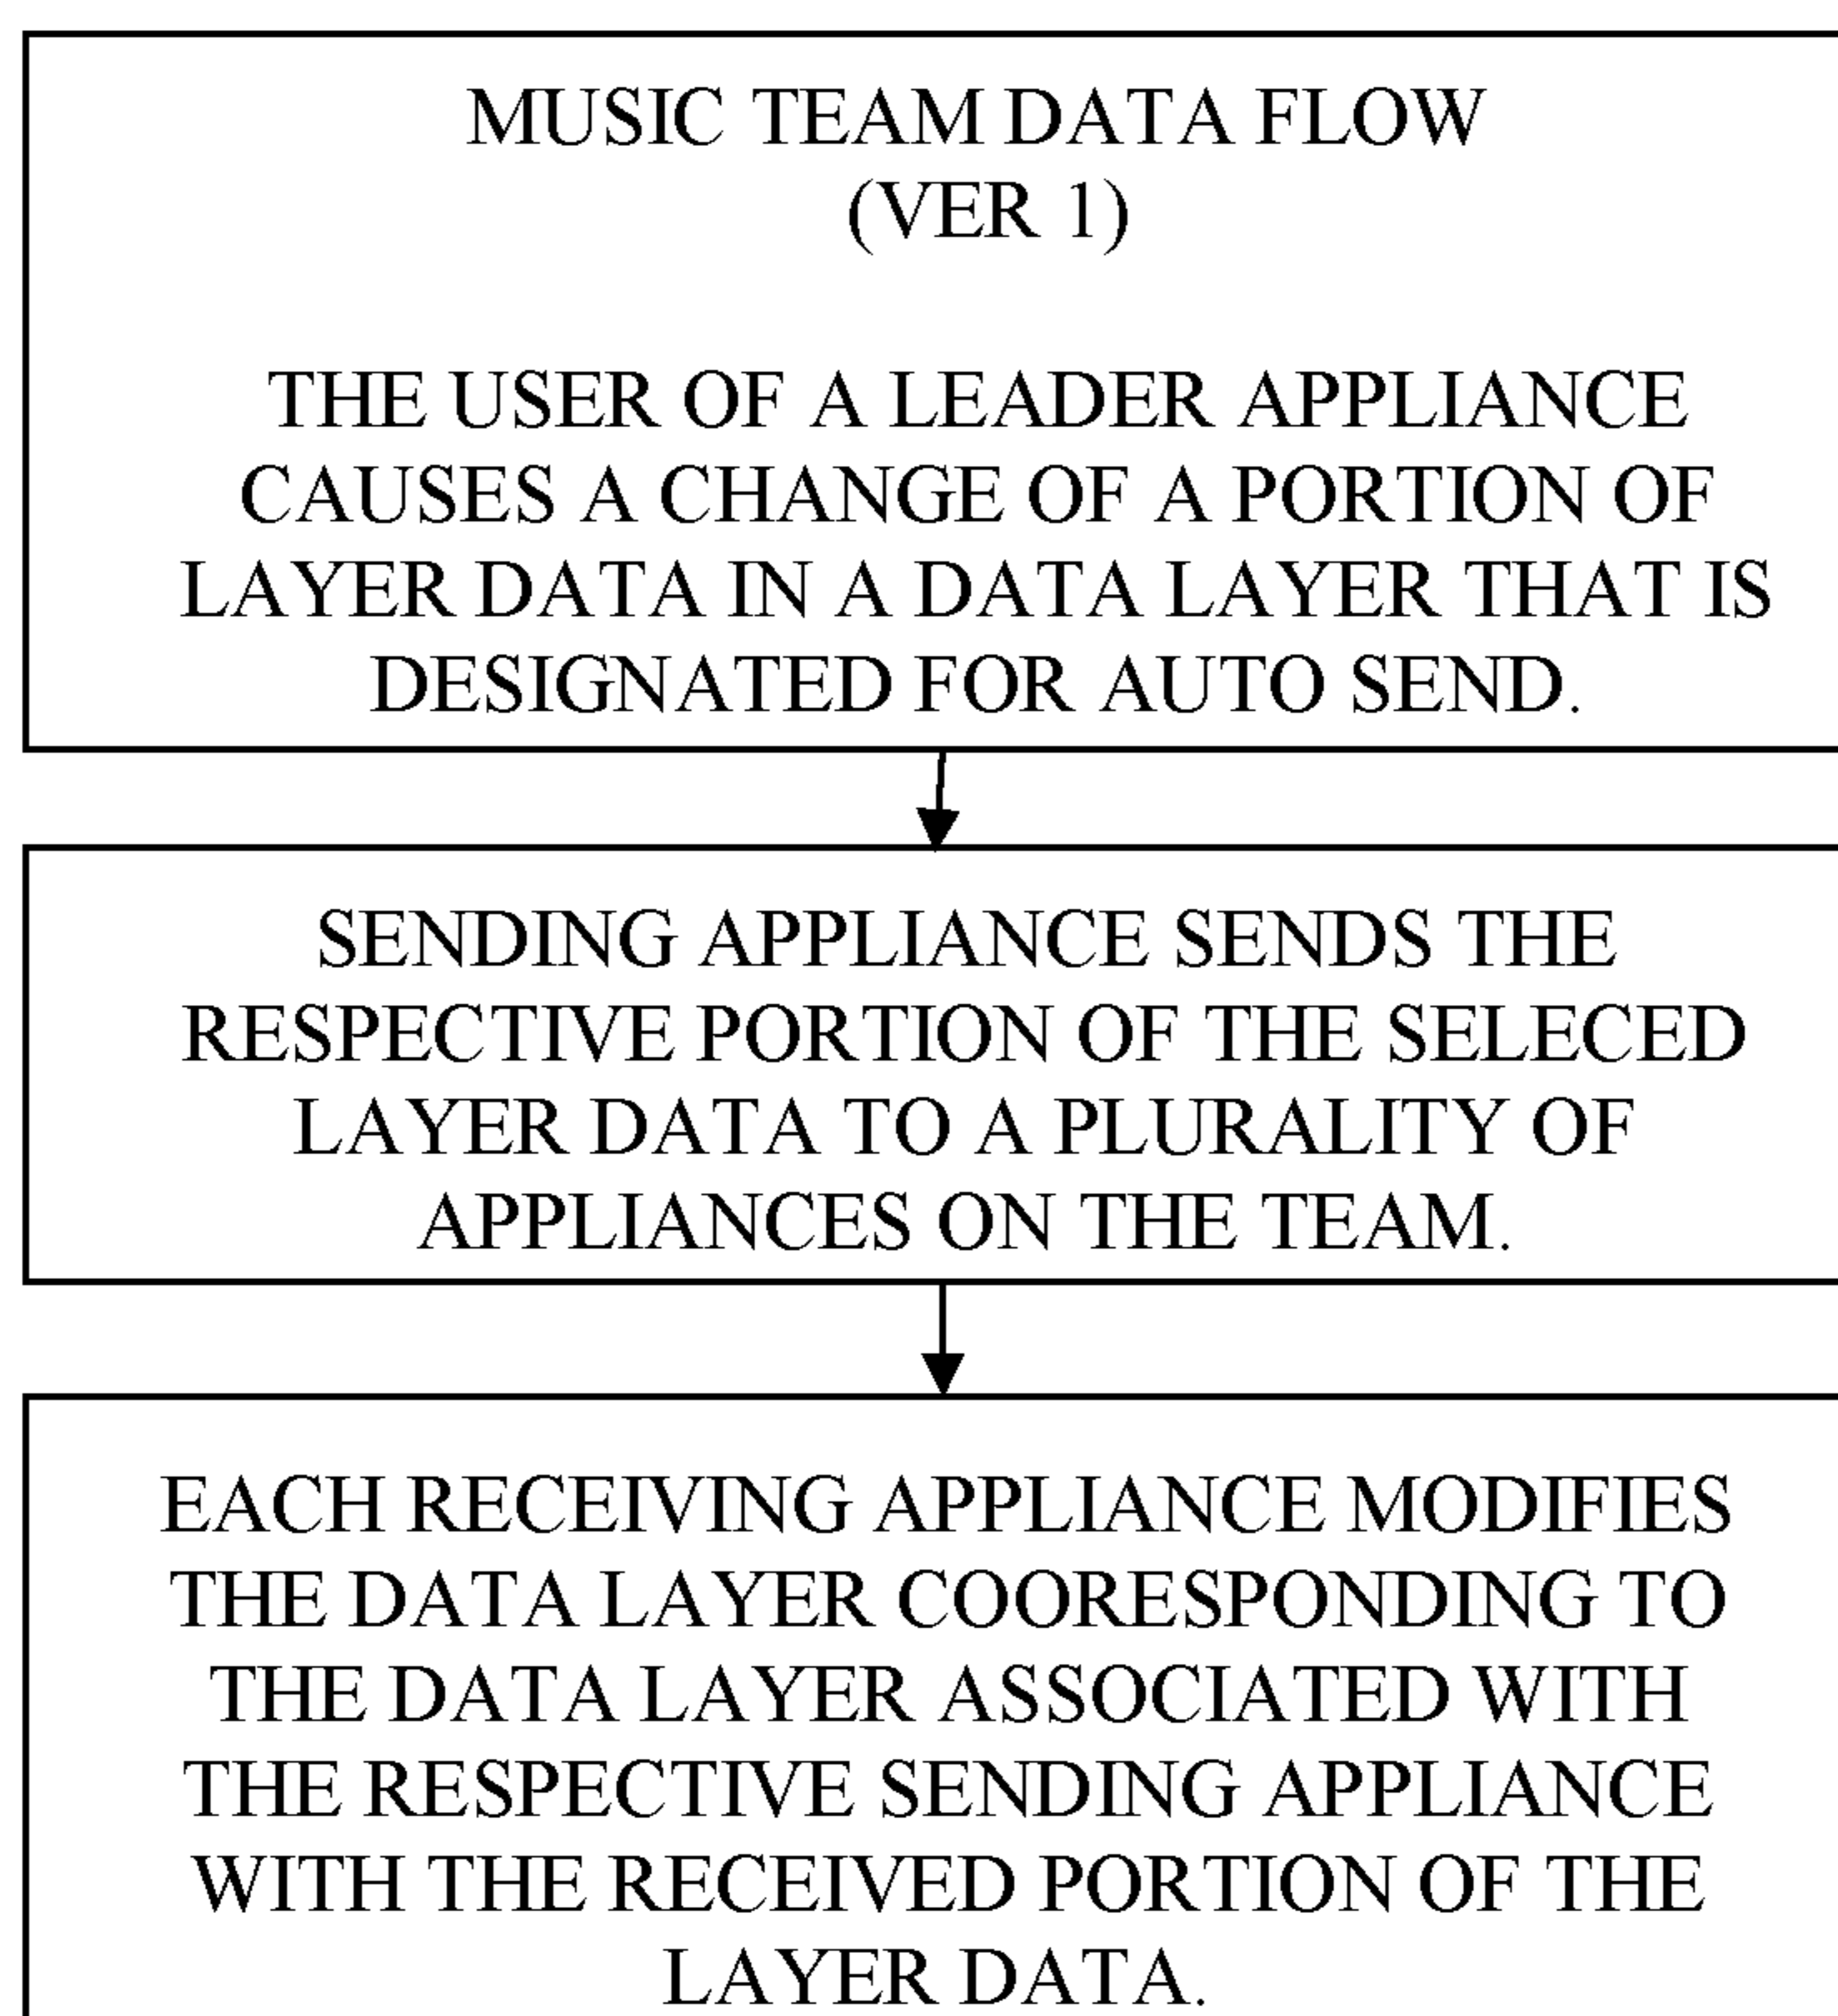 MUSIC TEAM DATA FLOW
(VER 1)
THE USER OF A LEADER APPLIANCE
CAUSES A CHANGE OF A PORTION OF
LAYER DATA IN A DATA LAYER THAT IS
DESIGNATED FOR AUTO SEND.
SENDING APPLIANCE SENDS THE
RESPECTIVE PORTION OF THE SELECED
LAYER DATA TO A PLURALITY OF
APPLIANCES ON THE TEAM.
EACH RECEIVING APPLIANCE MODIFIES
THE DATA LAYER COORESPONDING TO
THE DATA LAYER ASSOCIATED WITH
THE RESPECTIVE SENDING APPLIANCE
WITH THE RECEIVED PORTION OF THE
LAYER DATA.